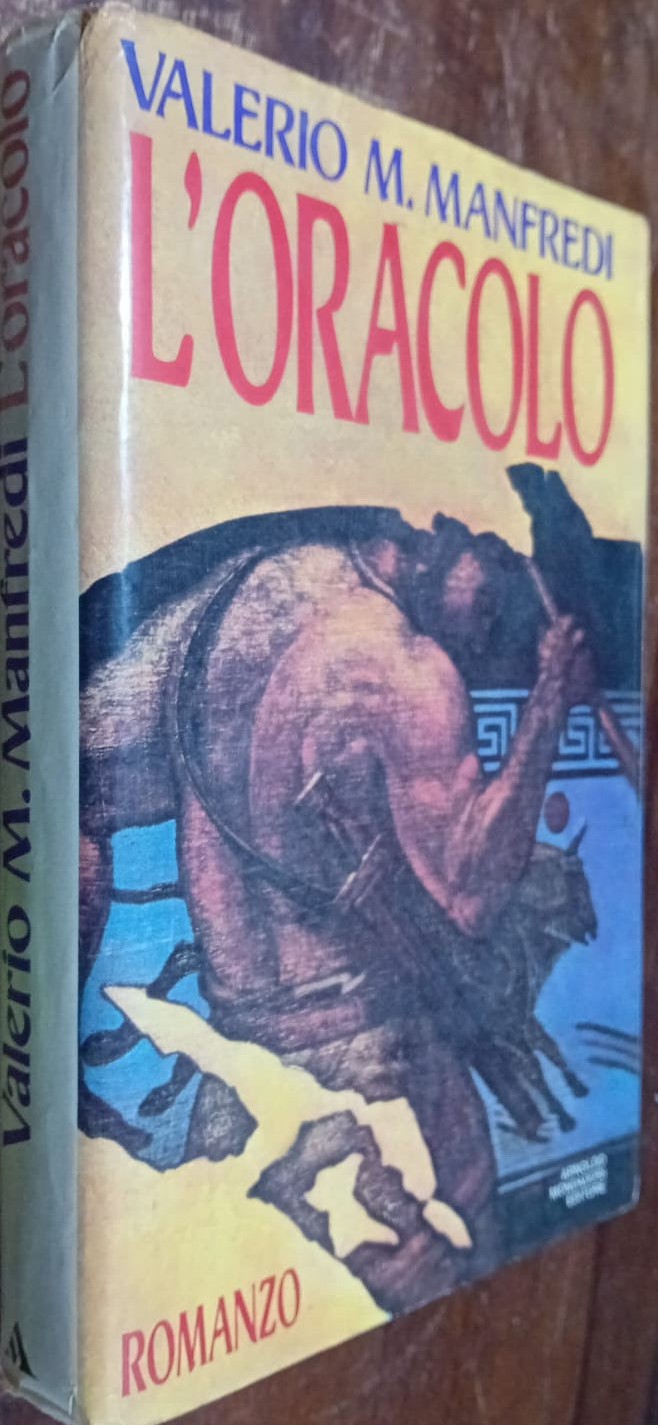 VALERIO M. MANFREDI
L'ORACOLO
ARNOLDO
MONDADORI
EDITORE
ROMANZO
Valerio M. Manfredi L'oracolo